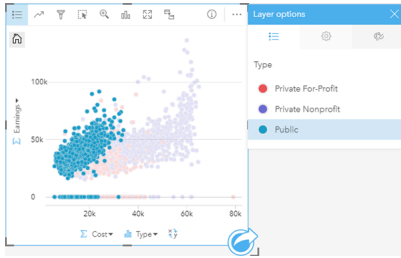 Layer options
Type
Private For-Profit
Private Nonprofit
Public
Earnings
100k
50k
0
20k 40k 60k 80k
Σ Cost Type